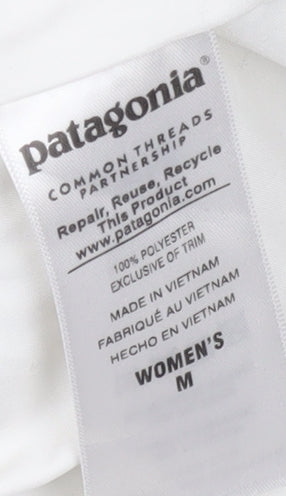 patagonia®
COMMON THREADS
PARTNERSHIP
Repair, Reuse, Recycle
This Product
www.patagonia.com
100% POLYESTER
EXCLUSIVE OF TRIM
MADE IN VIETNAM
FABRIQUÉ AU VIETNAM
HECHO EN VIETNAM
WOMEN'S
M